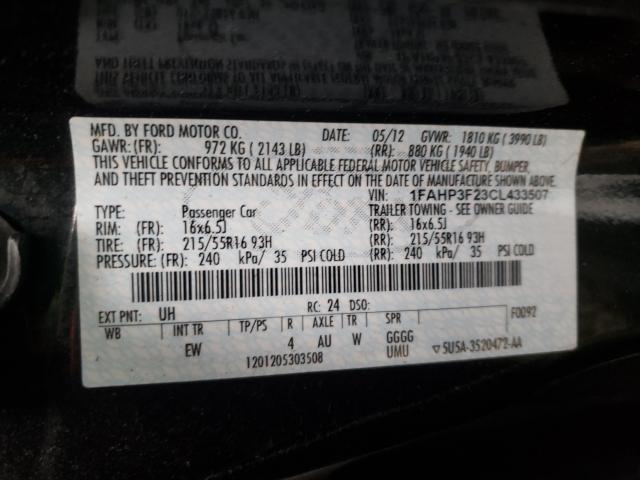 MFD. BY FORD MOTOR CO. DATE: 05/12 GVWR: 1810 KG ( 3990 LB)
GAWR: (FR): 972 KG ( 2143 LB) (RR): 880 KG ( 1940 LB)
THIS VEHICLE CONFORMS TO ALL APPLICABLE FEDERAL MOTOR VEHICLE SAFETY, BUMPER,
AND THEFT PREVENTION STANDARDS IN EFFECT ON THE DATE OF MANUFACTURE SHOWN ABOVE.
VIN: 1FAHP3F23CL433507
TYPE: Passenger Car TRAILER TOWING - SEE OWNER GUIDE
RIM: (FR): 16x6.5J (RR): 16x6.5J
TIRE: (FR): 215/55R16 93H (RR): 215/55R16 93H
PRESSURE: (FR): 240 kPa/ 35 PSI COLD (RR): 240 kPa/ 35 PSI COLD
EXT PNT: UH RC: 24 DSO: F0092
WB INT TR TP/PS R AXLE TR SPR
EW 4 AU W GGGG
UMU
1201205303508 5U5A-3520472-AA